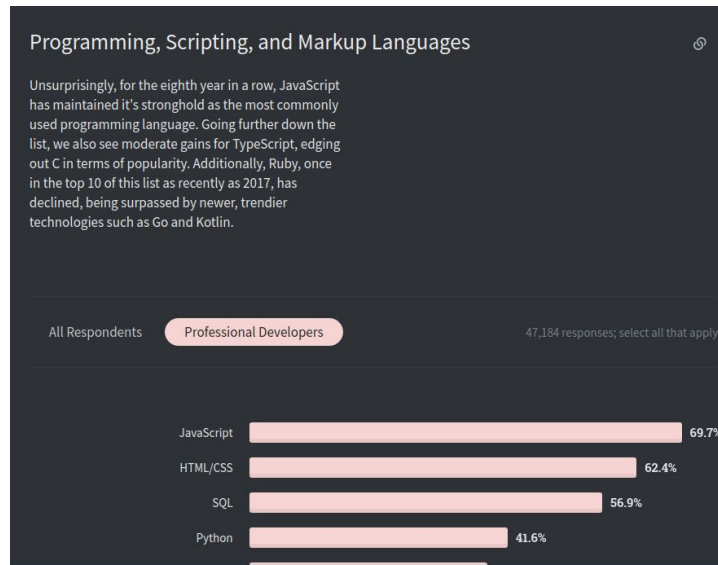 Programming, Scripting, and Markup Languages
Unsurprisingly, for the eighth year in a row, JavaScript
has maintained it's stronghold as the most commonly
used programming language. Going further down the
list, we also see moderate gains for TypeScript, edging
out C in terms of popularity. Additionally, Ruby, once
in the top 10 of this list as recently as 2017, has
declined, being surpassed by newer, trendier
technologies such as Go and Kotlin.
All Respondents
Professional Developers
47,184 responses; select all that apply
JavaScript 69.7%
HTML/CSS 62.4%
SQL 56.9%
Python 41.6%